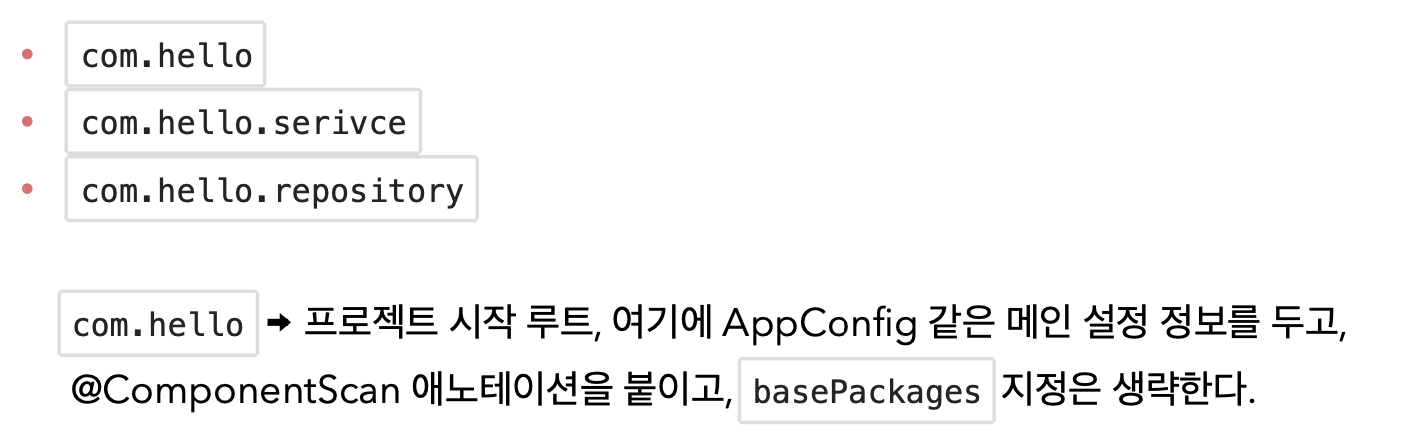 • com.hello
• com.hello.serivce
• com.hello.repository
com.hello ➡ 프로젝트 시작 루트, 여기에 AppConfig 같은 메인 설정 정보를 두고,
@ComponentScan 애노테이션을 붙이고, basePackages 지정은 생략한다.